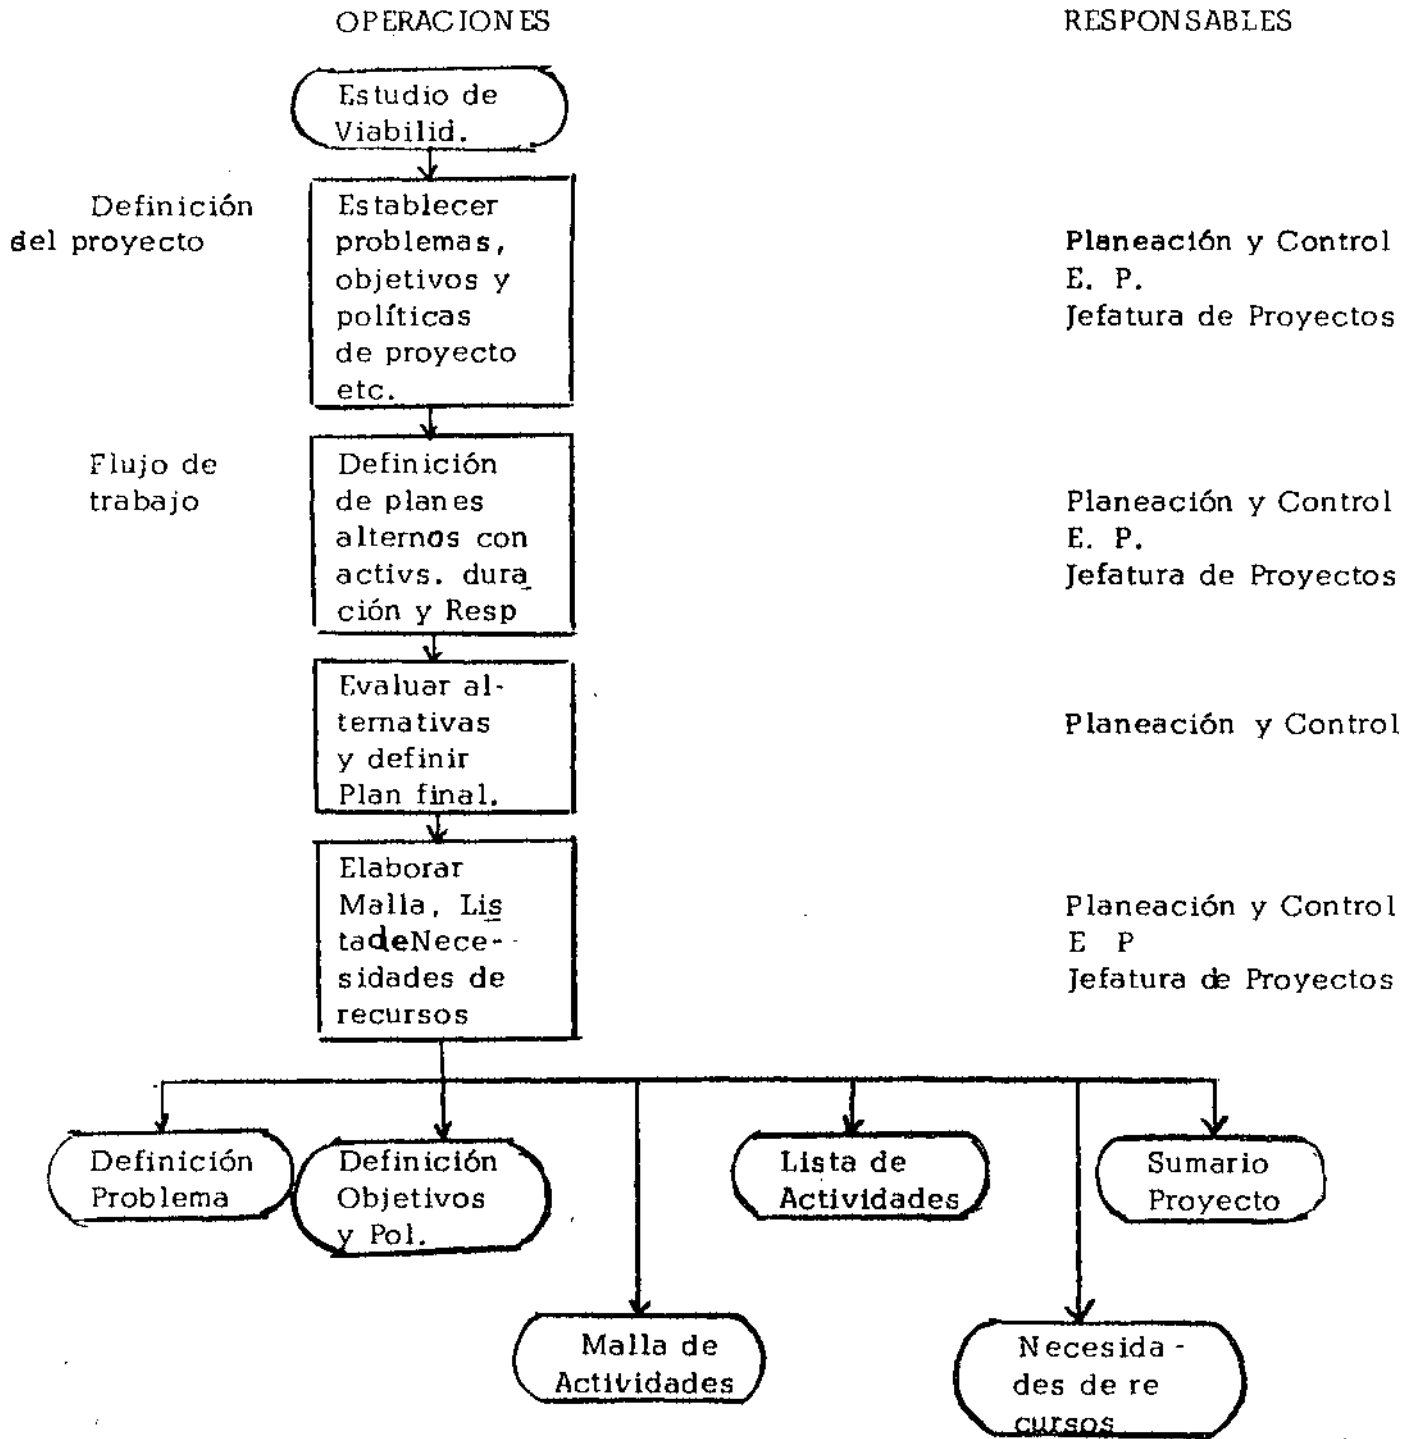 OPERACIONES RESPONSABLES
Estudio de
Viabilid.
Definición
del proyecto
Establecer
problemas,
objetivos y
políticas
de proyecto
etc.
Planeación y Control
E. P.
Jefatura de Proyectos
Flujo de
trabajo
Definición
de planes
alternos con
activs. dura
ción y Resp
Planeación y Control
E. P.
Jefatura de Proyectos
Evaluar al-
ternativas
y definir
Plan final.
Planeación y Control
Elaborar
Malla, Lis
tadeNece-
sidades de
recursos
Planeación y Control
E P
Jefatura de Proyectos
Definición
Problema
Definición
Objetivos
y Pol.
Lista de
Actividades
Sumario
Proyecto
Malla de
Actividades
Necesida-
des de re
cursos